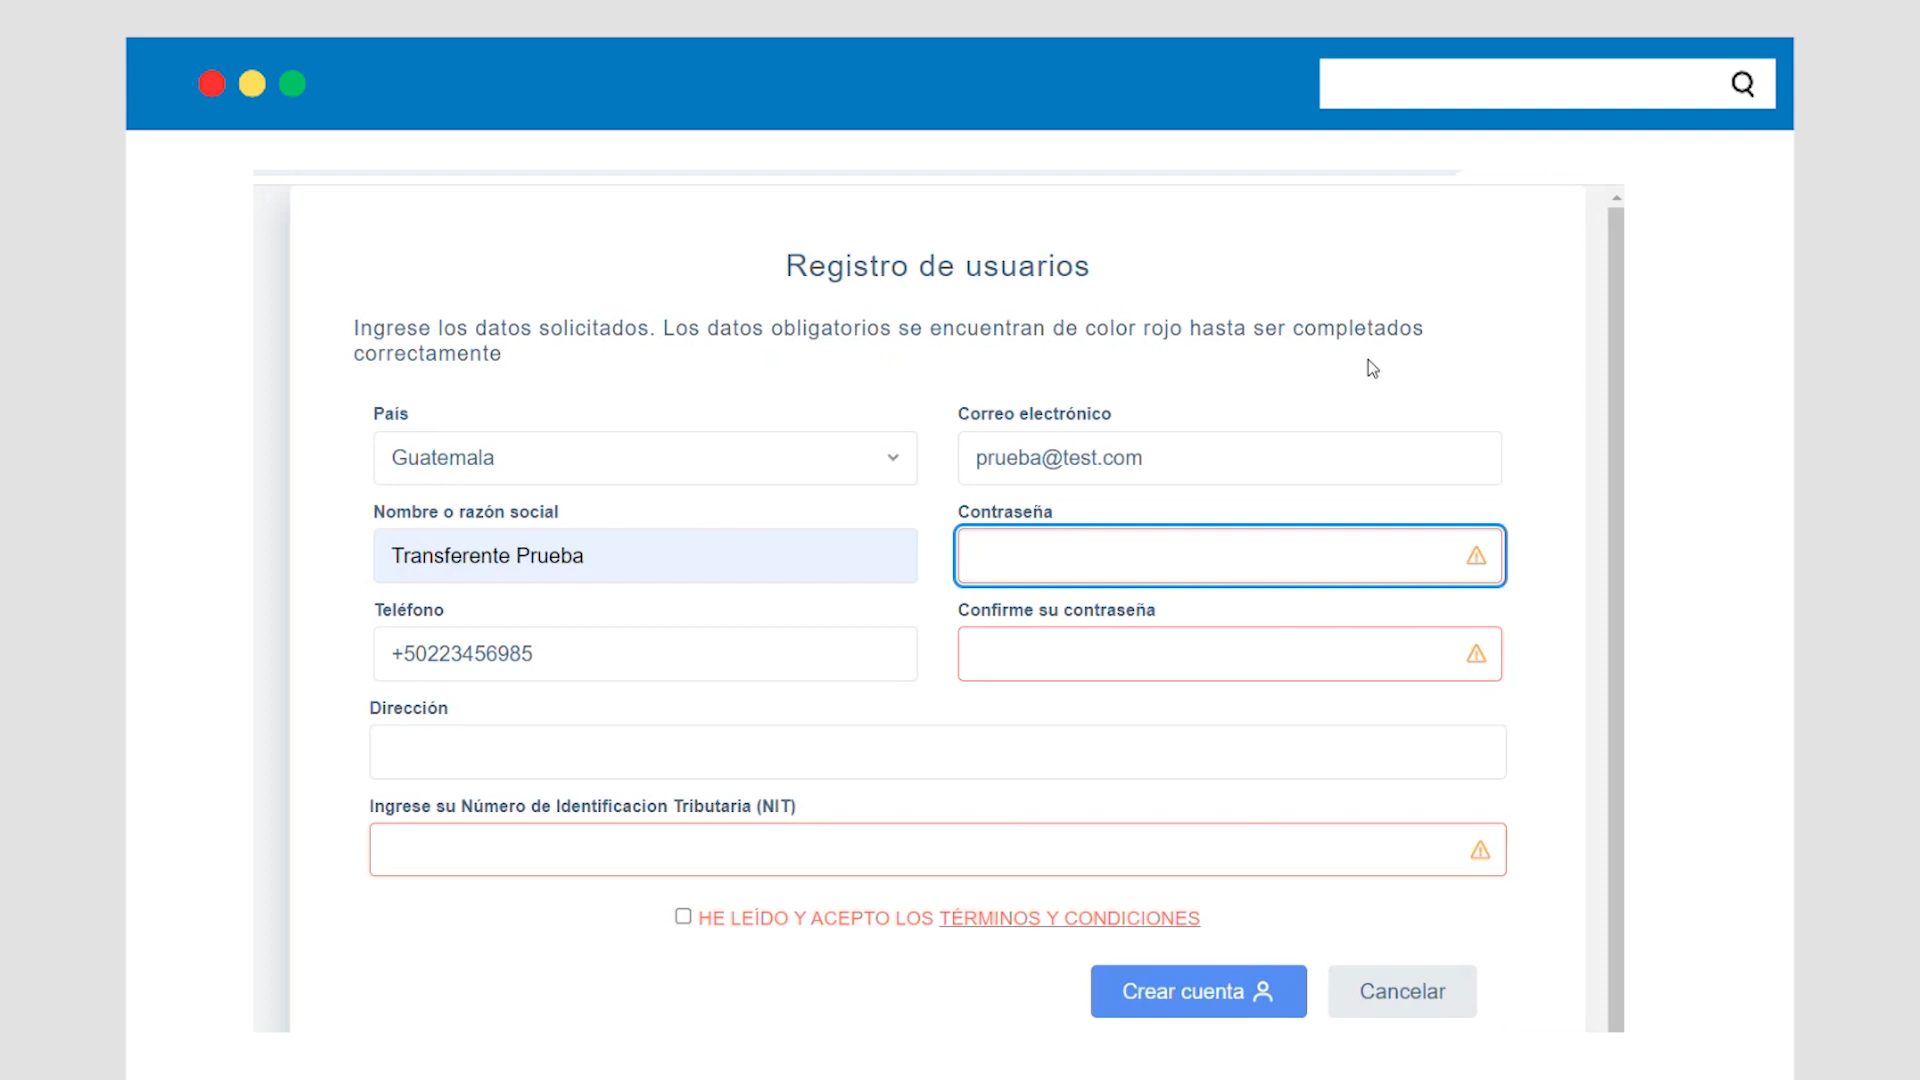 Registro de usuarios
Ingrese los datos solicitados. Los datos obligatorios se encuentran de color rojo hasta ser completados
correctamente
País
Correo electrónico
Guatemala
prueba@test.com
Nombre o razón social
Contraseña
Transferente Prueba
Teléfono
Confirme su contraseña
+50223456985
Dirección
Ingrese su Número de Identificacion Tributaria (NIT)
HE LEÍDO Y ACEPTO LOS TÉRMINOS Y CONDICIONES
Crear cuenta
Cancelar